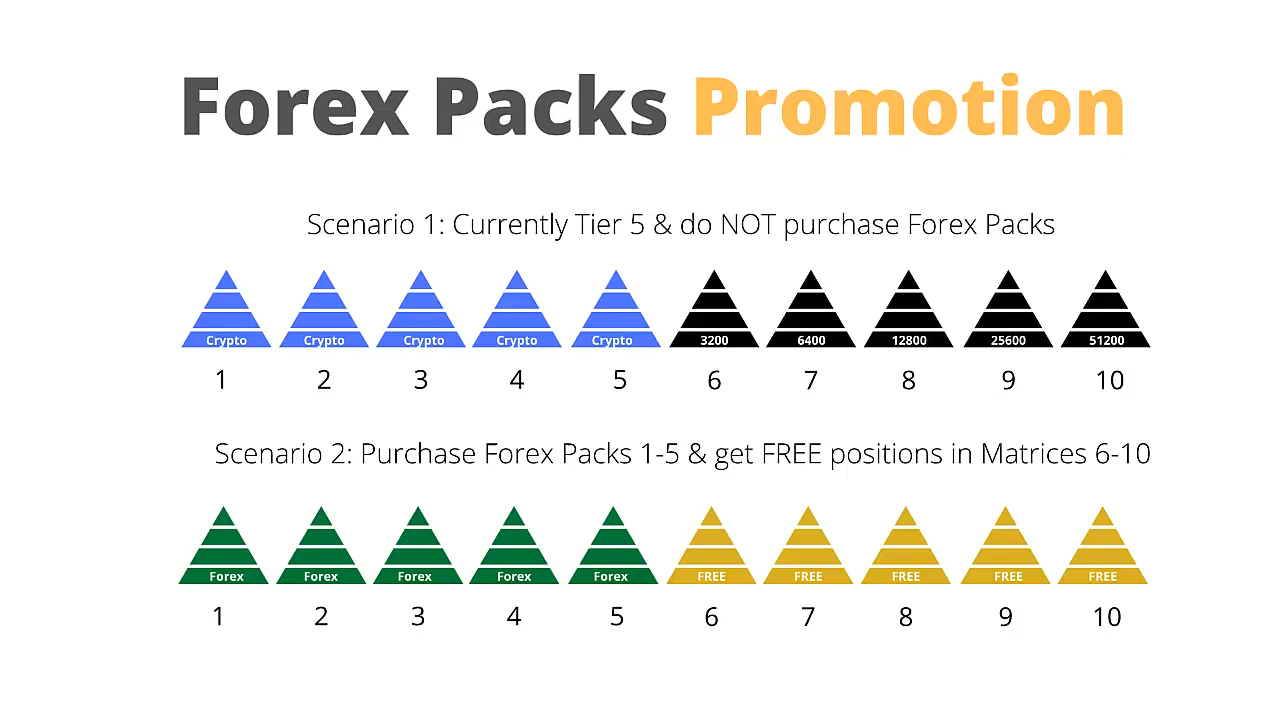 Forex Packs Promotion
Scenario 1: Currently Tier 5 & do NOT purchase Forex Packs
Crypto Crypto Crypto Crypto Crypto 3200 6400 12800 25600 51200
1 2 3 4 5 6 7 8 9 10
Scenario 2: Purchase Forex Packs 1-5 & get FREE positions in Matrices 6-10
Forex Forex Forex Forex Forex FREE FREE FREE FREE FREE
1 2 3 4 5 6 7 8 9 10